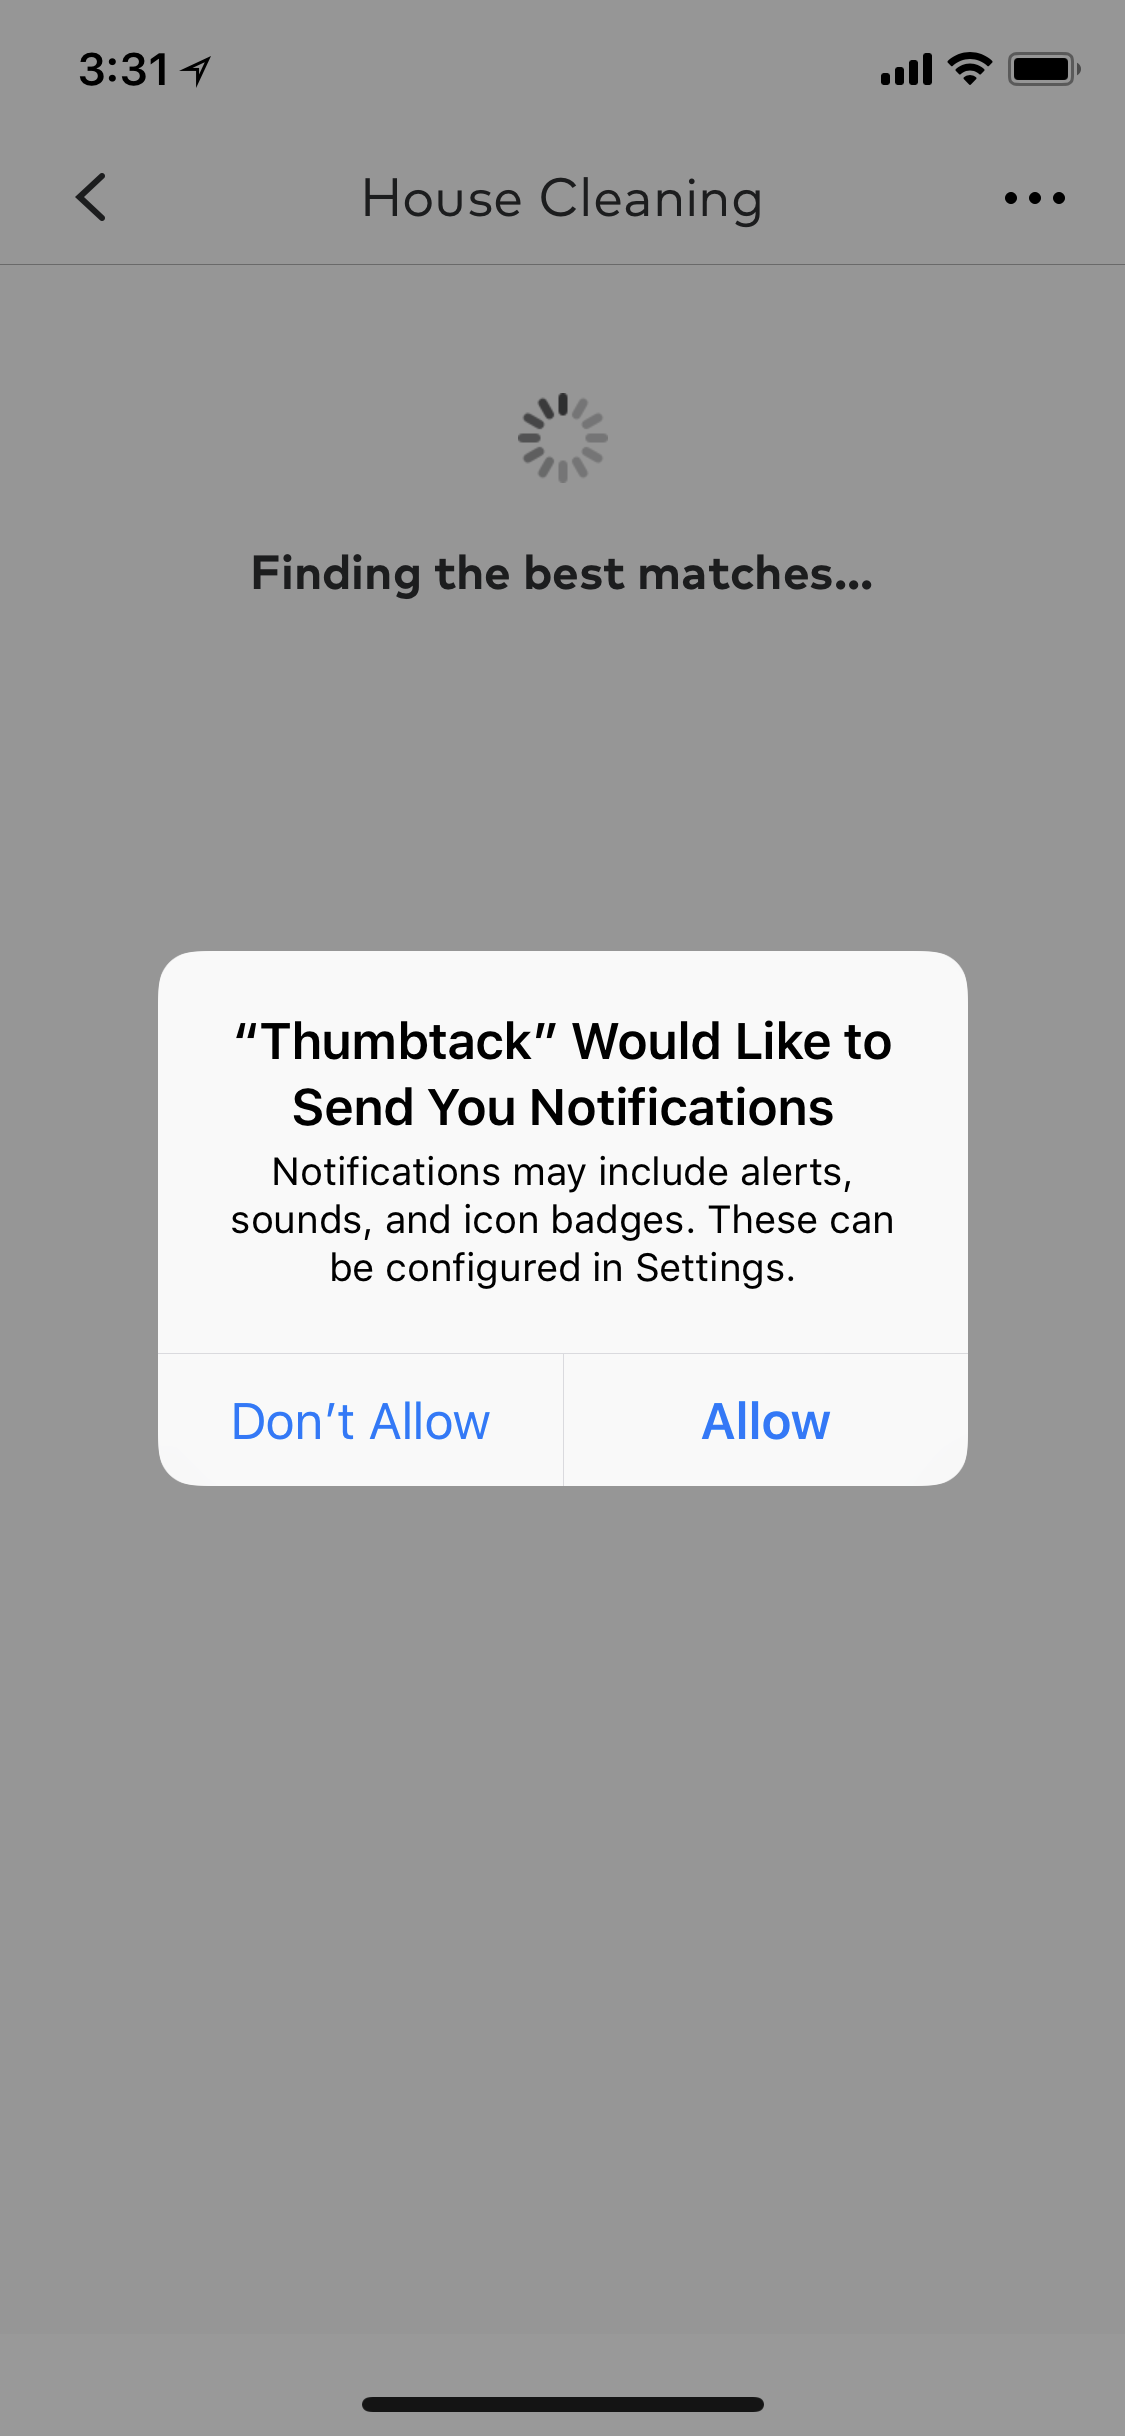 3:31
House Cleaning
Finding the best matches...
“Thumbtack” Would Like to
Send You Notifications
Notifications may include alerts,
sounds, and icon badges. These can
be configured in Settings.
Don’t Allow
Allow